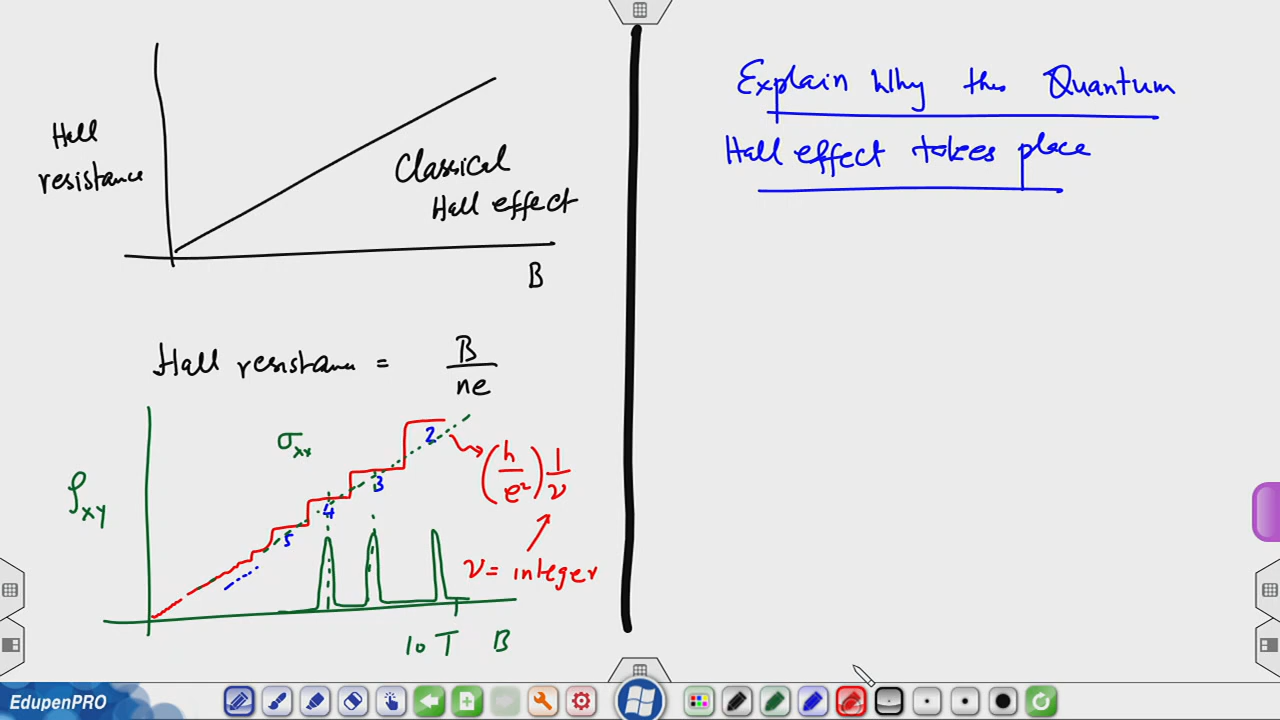 Hall
resistance
Classical
Hall effect
B
Hall resistance = B/ne
σxx
ρxy
2
3
4
5
(h/e²) 1/ν
ν = integer
10 T B
Explain Why the Quantum
Hall effect takes place
EdupenPRO